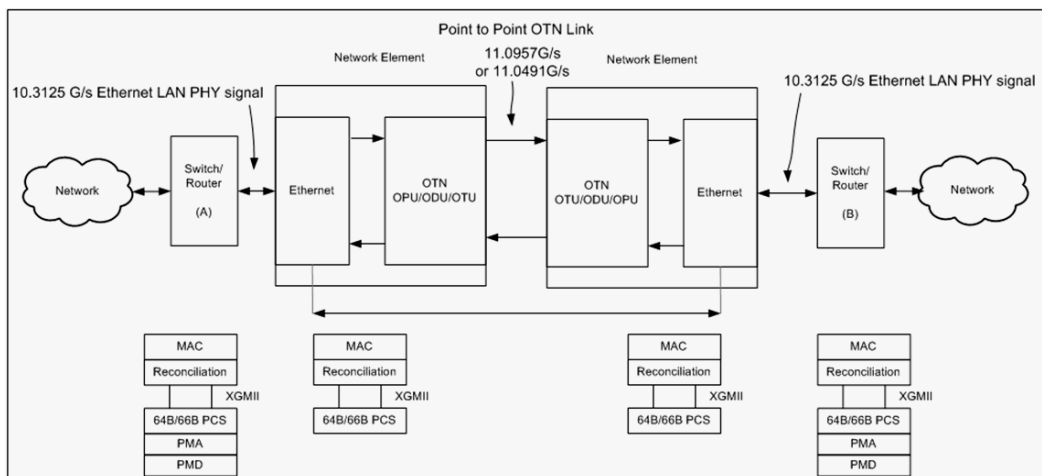 Point to Point OTN Link
Network Element
11.0957G/s
or 11.0491G/s
Network Element
10.3125 G/s Ethernet LAN PHY signal
10.3125 G/s Ethernet LAN PHY signal
Network
Switch/
Router
(A)
Ethernet
OTN
OPU/ODU/OTU
OTN
OTU/ODU/OPU
Ethernet
Switch/
Router
(B)
Network
MAC
Reconciliation
XGMII
64B/66B PCS
PMA
PMD
MAC
Reconciliation
XGMII
64B/66B PCS
MAC
Reconciliation
XGMII
64B/66B PCS
MAC
Reconciliation
XGMII
64B/66B PCS
PMA
PMD